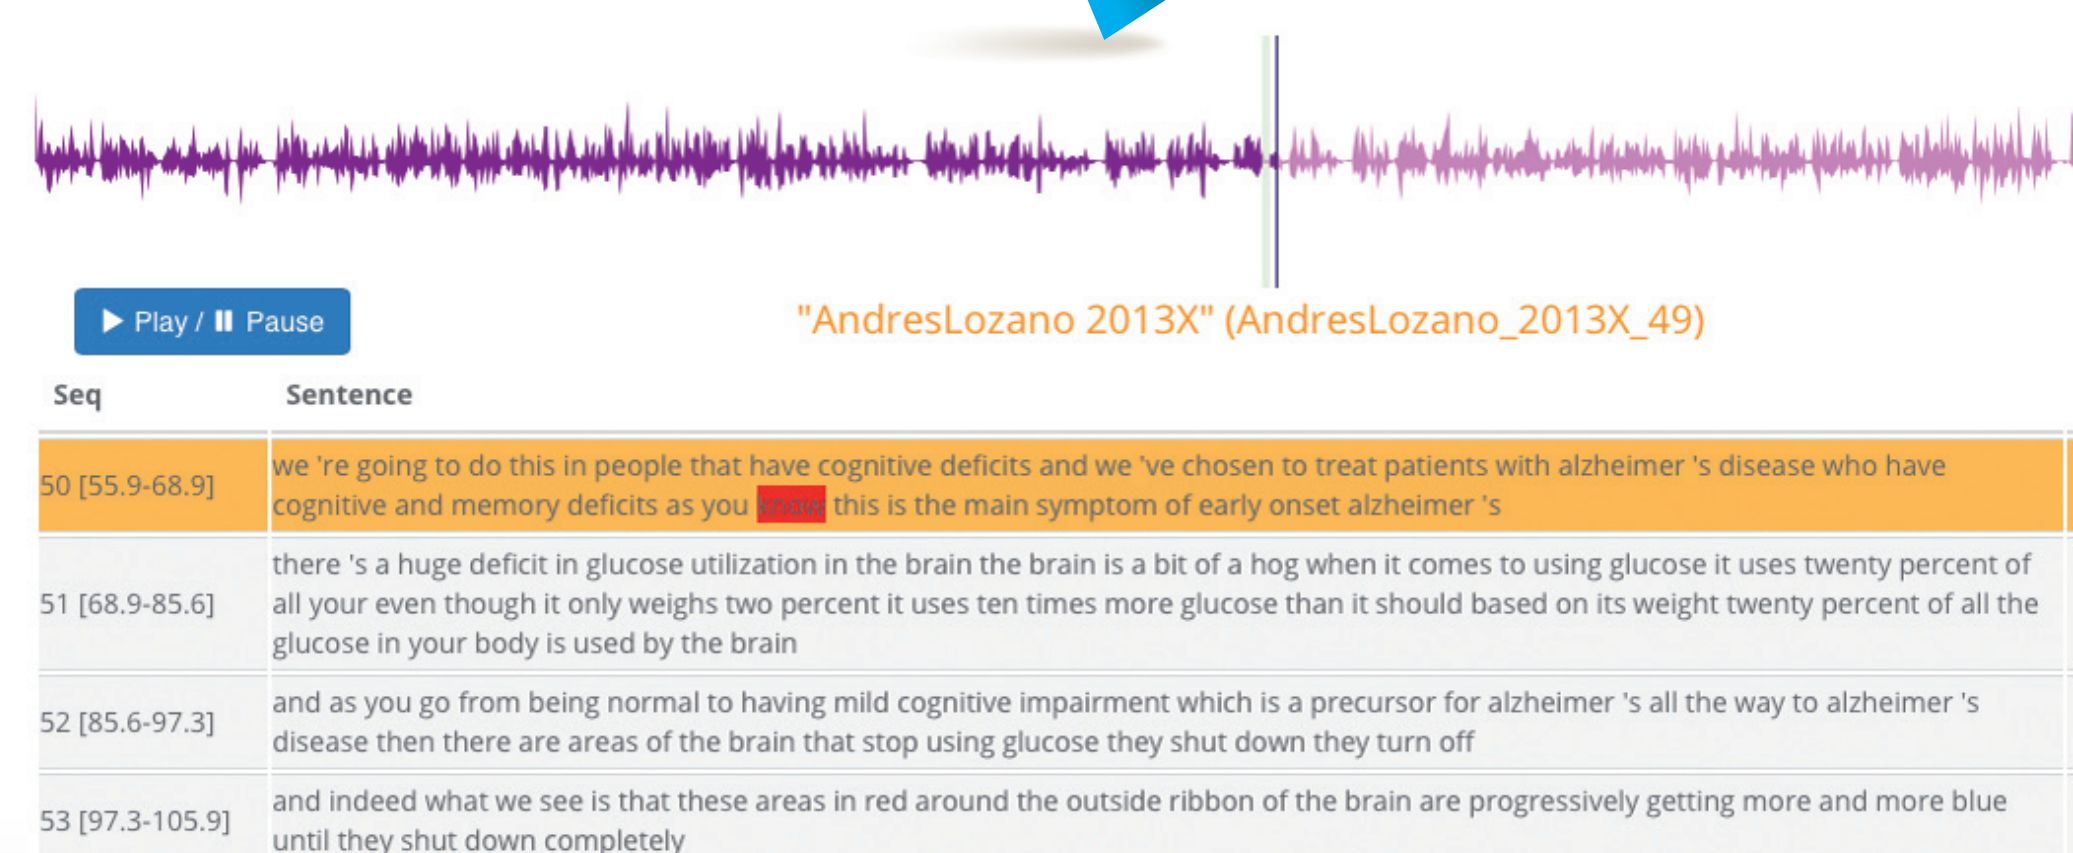 Play / Pause
"AndresLozano 2013X" (AndresLozano_2013X_49)
Seq Sentence
50 [55.9-68.9]
we 're going to do this in people that have cognitive deficits and we 've chosen to treat patients with alzheimer 's disease who have
cognitive and memory deficits as you know this is the main symptom of early onset alzheimer 's
51 [68.9-85.6]
there 's a huge deficit in glucose utilization in the brain the brain is a bit of a hog when it comes to using glucose it uses twenty percent of
all your even though it only weighs two percent it uses ten times more glucose than it should based on its weight twenty percent of all the
glucose in your body is used by the brain
52 [85.6-97.3]
and as you go from being normal to having mild cognitive impairment which is a precursor for alzheimer 's all the way to alzheimer 's
disease then there are areas of the brain that stop using glucose they shut down they turn off
53 [97.3-105.9]
and indeed what we see is that these areas in red around the outside ribbon of the brain are progressively getting more and more blue
until they shut down completely